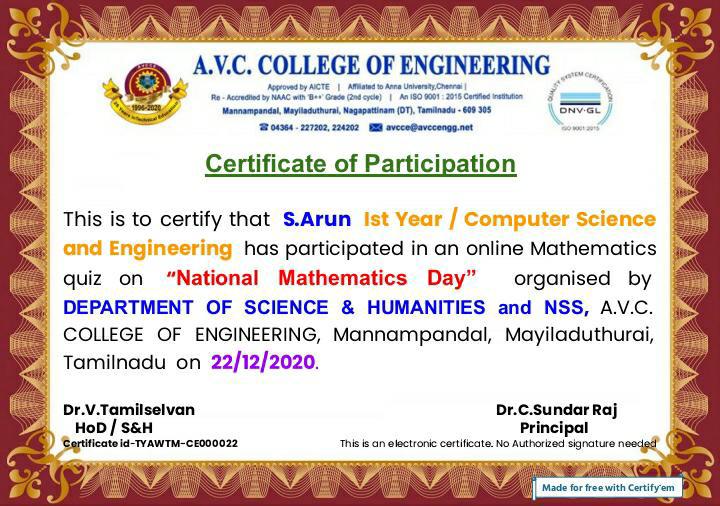 AVCCE
1996-2020
25 Years in Technical Education
A.V.C. COLLEGE OF ENGINEERING
Approved by AICTE | Affiliated to Anna University,Chennai |
Re - Accredited by NAAC with 'B++' Grade (2nd cycle) | An ISO 9001 : 2015 Certified Institution
Mannampandal, Mayiladuthurai, Nagapattinam (DT), Tamilnadu - 609 305
☎ 04364 - 227202, 224202 ✉ avcce@avccengg.net
QUALITY SYSTEM CERTIFICATION
DNV·GL
ISO 9001:2015
Certificate of Participation
This is to certify that S.Arun Ist Year / Computer Science
and Engineering has participated in an online Mathematics
quiz on “National Mathematics Day” organised by
DEPARTMENT OF SCIENCE & HUMANITIES and NSS, A.V.C.
COLLEGE OF ENGINEERING, Mannampandal, Mayiladuthurai,
Tamilnadu on 22/12/2020.
Dr.V.Tamilselvan Dr.C.Sundar Raj
HoD / S&H Principal
Certificate id-TYAWTM-CE000022 This is an electronic certificate. No Authorized signature needed
Made for free with Certify'em